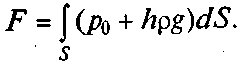 F = ∫_S (p₀ + hρg)dS.